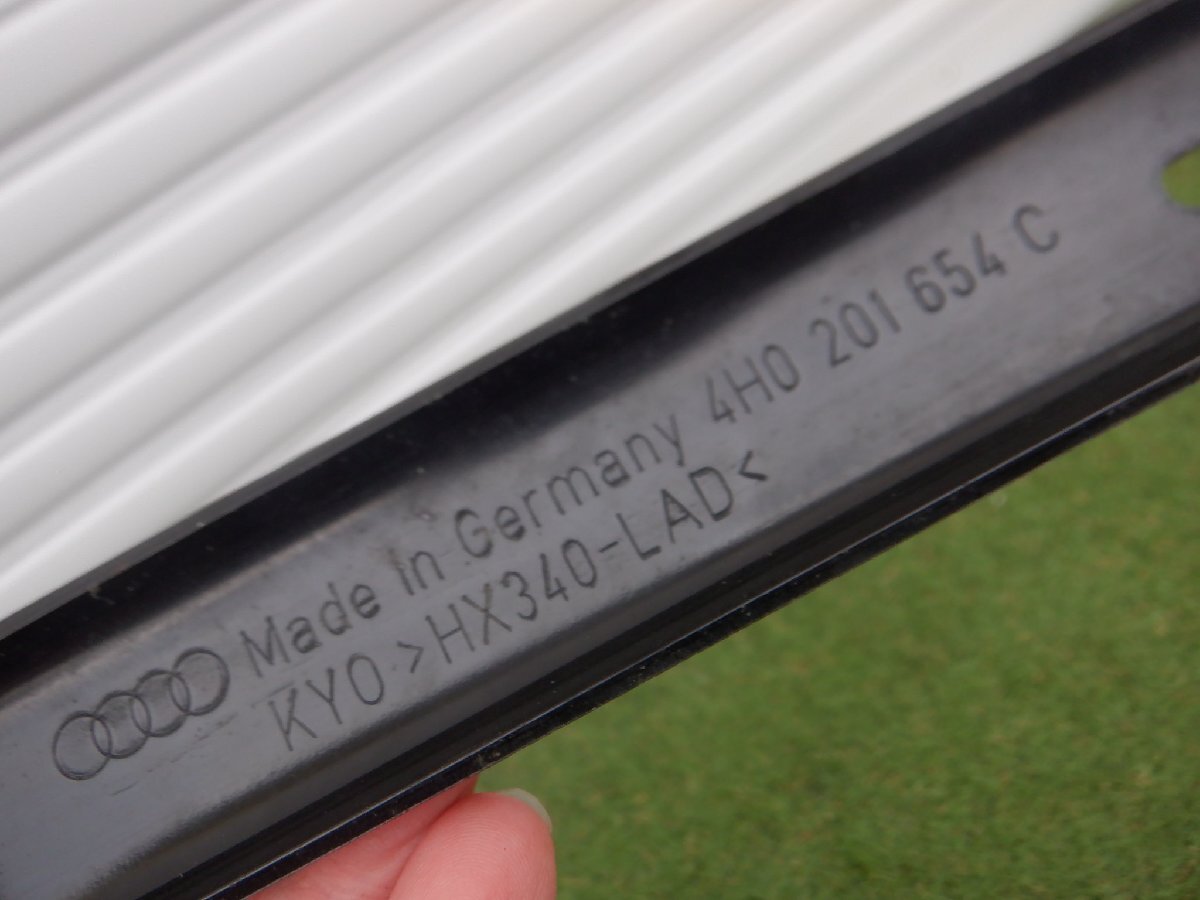 Made in Germany 4H0 201 654 C
KYO >HX340-LAD<